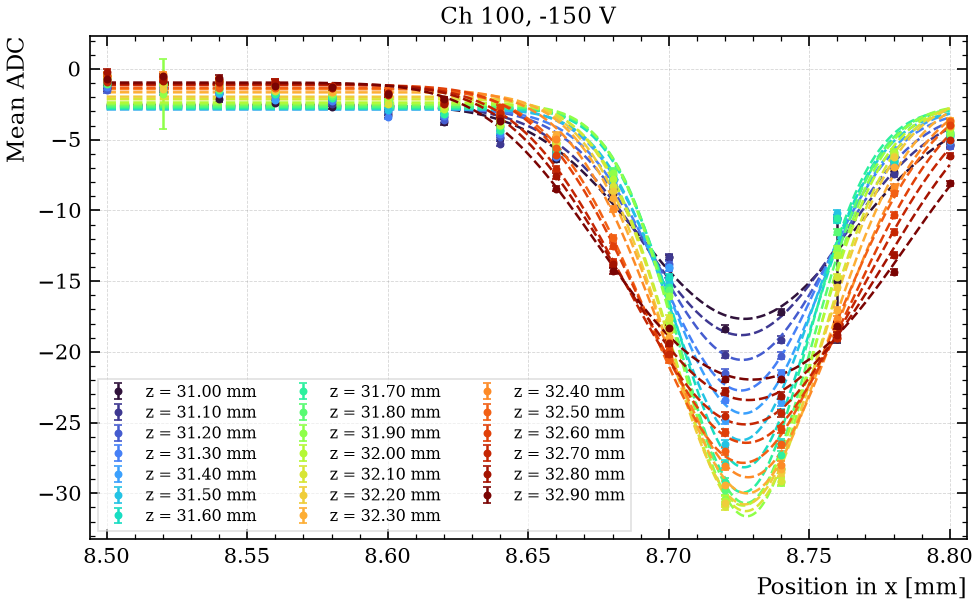 Ch 100, -150 V
Mean ADC
0
−5
−10
−15
−20
−25
−30
z = 31.00 mm
z = 31.10 mm
z = 31.20 mm
z = 31.30 mm
z = 31.40 mm
z = 31.50 mm
z = 31.60 mm
z = 31.70 mm
z = 31.80 mm
z = 31.90 mm
z = 32.00 mm
z = 32.10 mm
z = 32.20 mm
z = 32.30 mm
z = 32.40 mm
z = 32.50 mm
z = 32.60 mm
z = 32.70 mm
z = 32.80 mm
z = 32.90 mm
8.50 8.55 8.60 8.65 8.70 8.75 8.80
Position in x [mm]